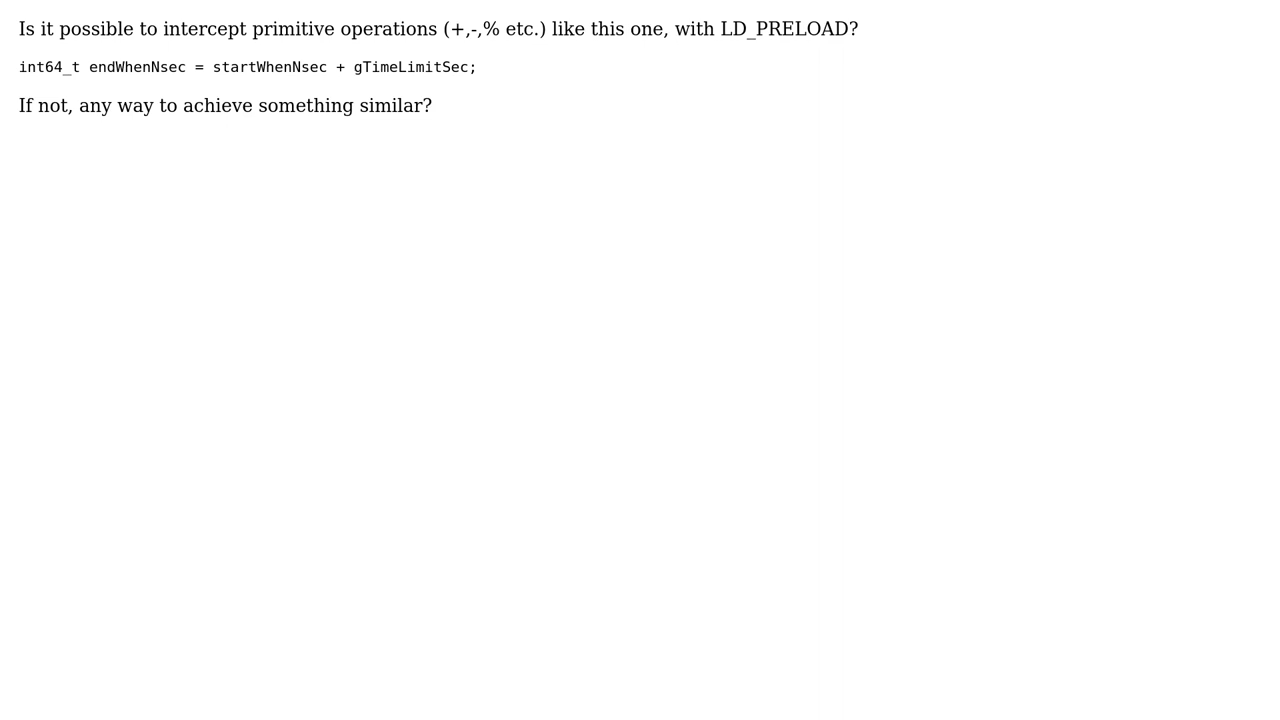 Is it possible to intercept primitive operations (+,-,% etc.) like this one, with LD_PRELOAD?
int64_t endWhenNsec = startWhenNsec + gTimeLimitSec;
If not, any way to achieve something similar?